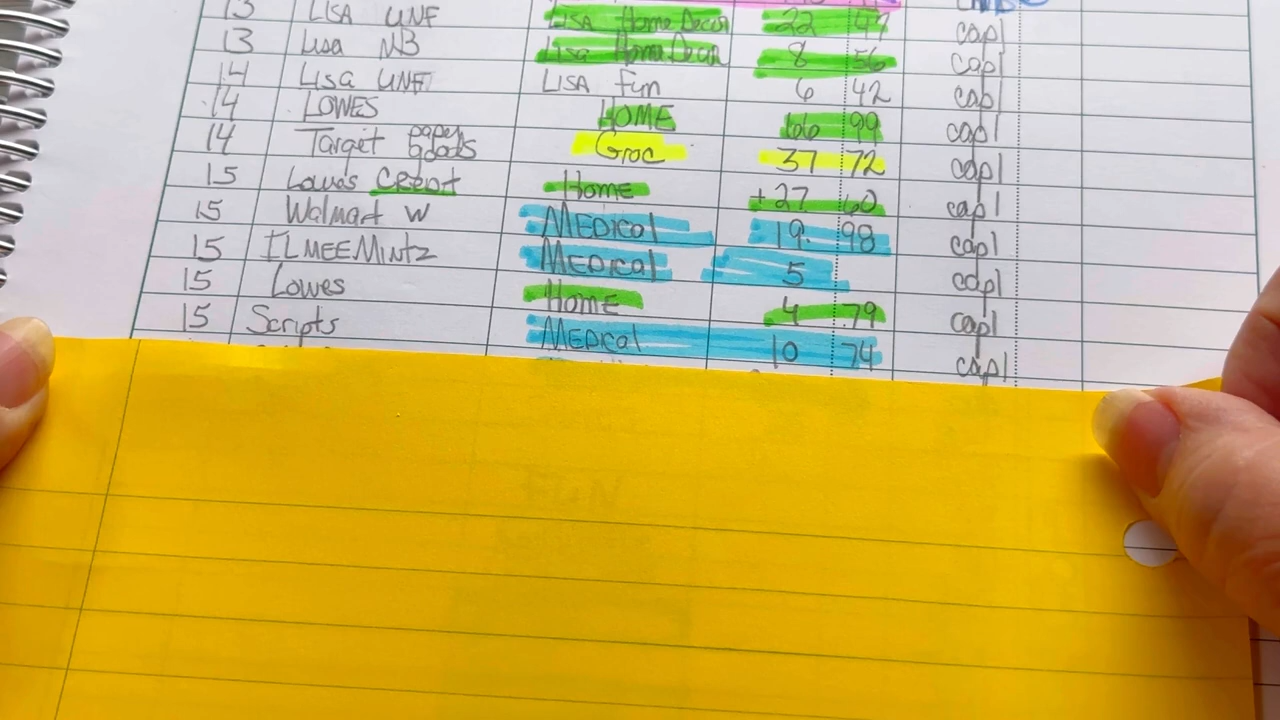 13 LISA UNF LISA Home Decor 22 47 cap1
13 Lisa NB Lisa Home Decor 8 56 cap1
14 Lisa UNF LISA Fun 6 42 cap1
14 LOWES HOME 66 99 cap1
14 Target paper goods Groc 37 72 cap1
15 Lowes CREDIT Home +27 60 cap1
15 Walmart W MEDICal 19. 98 cap1
15 ILMEEMintz MEDICal 5 cap1
15 Lowes Home 4 .79 cap1
15 Scripts MEDICal 10 74 cap1
FUN